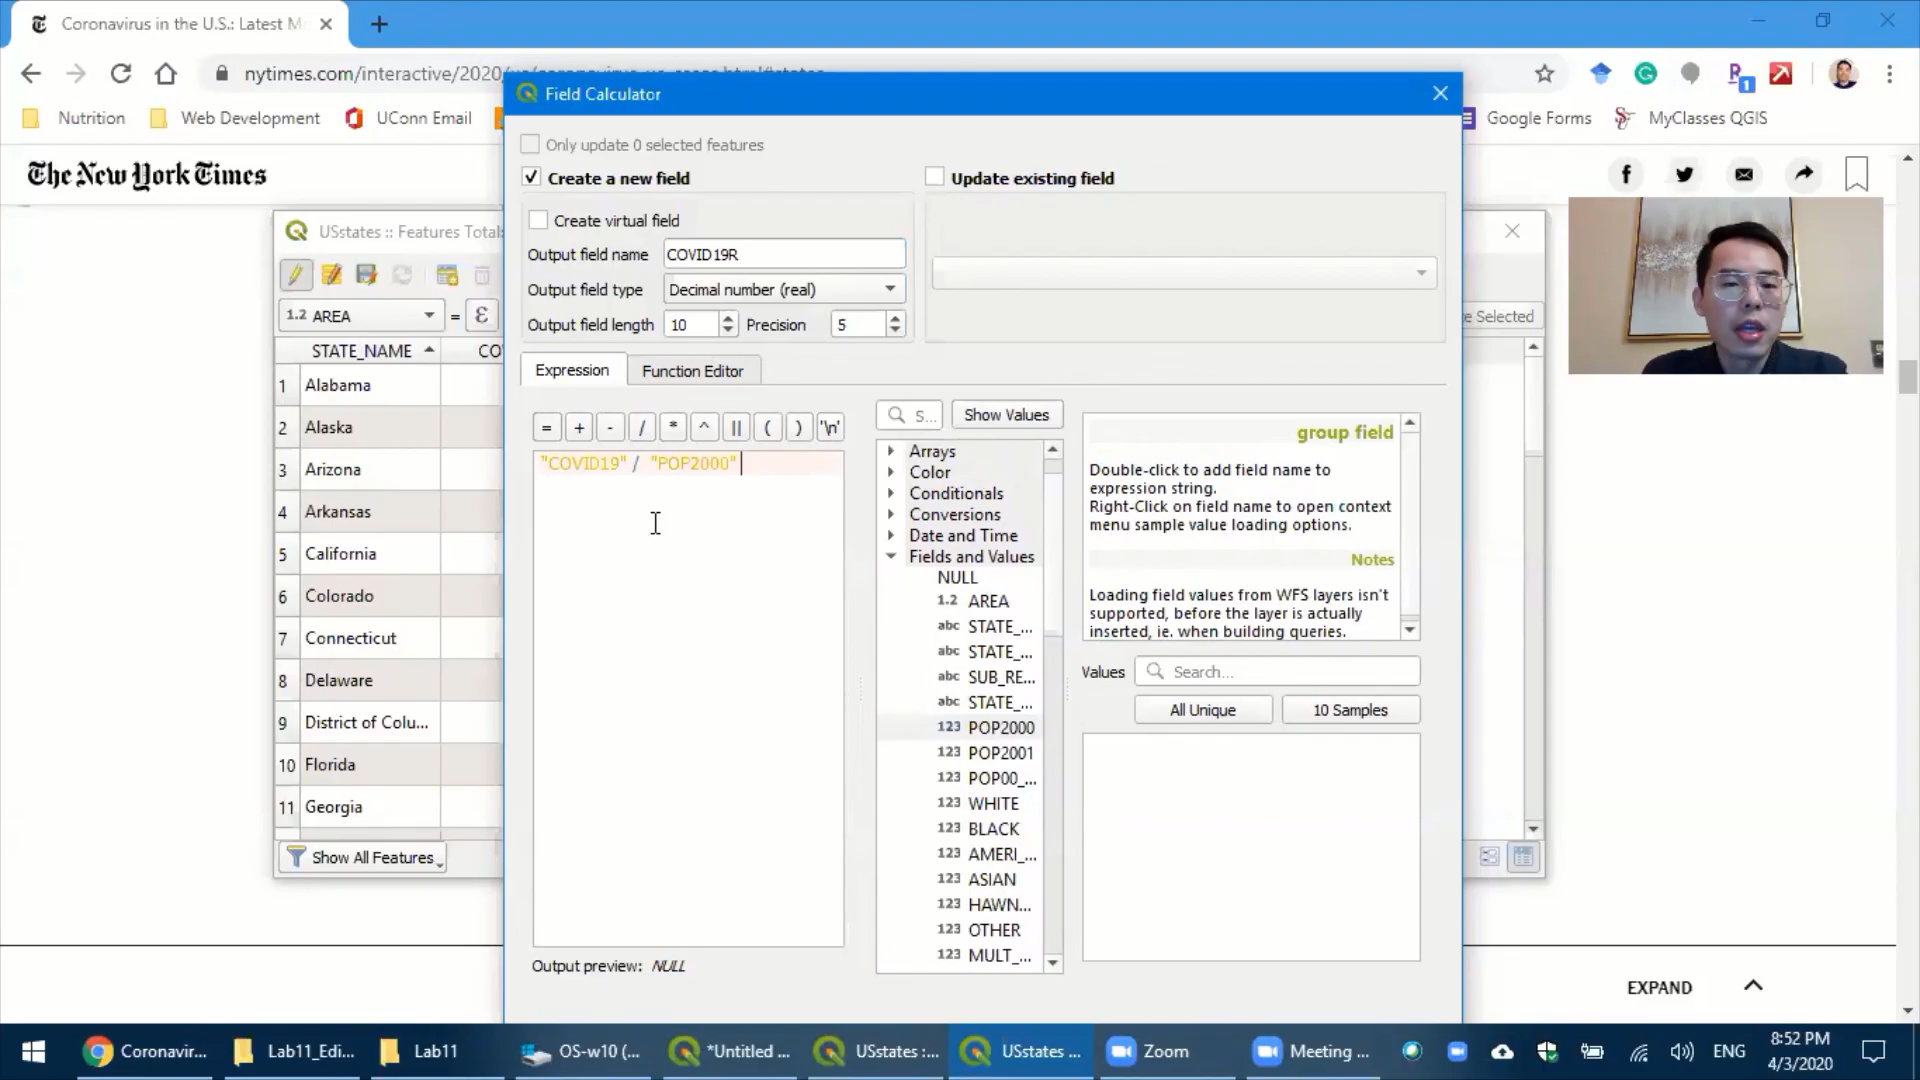 Coronavirus in the U.S.: Latest M
nytimes.com/interactive/2020/us/coronavirus-us-cases.html#states
Nutrition
Web Development
UConn Email
Google Forms
MyClasses QGIS
The New York Times
USstates :: Features Total:
1.2 AREA
=
ε
e Selected
STATE_NAME
CO
1 Alabama
2 Alaska
3 Arizona
4 Arkansas
5 California
6 Colorado
7 Connecticut
8 Delaware
9 District of Colu...
10 Florida
11 Georgia
Show All Features
Field Calculator
Only update 0 selected features
Create a new field
Update existing field
Create virtual field
Output field name COVID19R
Output field type Decimal number (real)
Output field length 10 Precision 5
Expression Function Editor
= + - / * ^ || ( ) '\n'
"COVID19" / "POP2000"
Output preview: NULL
S...
Show Values
Arrays
Color
Conditionals
Conversions
Date and Time
Fields and Values
NULL
1.2 AREA
abc STATE_...
abc STATE_...
abc SUB_RE...
abc STATE_...
123 POP2000
123 POP2001
123 POP00_...
123 WHITE
123 BLACK
123 AMERI_...
123 ASIAN
123 HAWN...
123 OTHER
123 MULT_...
group field
Double-click to add field name to
expression string.
Right-Click on field name to open context
menu sample value loading options.
Notes
Loading field values from WFS layers isn't
supported, before the layer is actually
inserted, ie. when building queries.
Values Search...
All Unique 10 Samples
EXPAND
Coronavir...
Lab11_Edi...
Lab11
OS-w10 (...
*Untitled ...
USstates :...
USstates ...
Zoom
Meeting ...
ENG
8:52 PM
4/3/2020